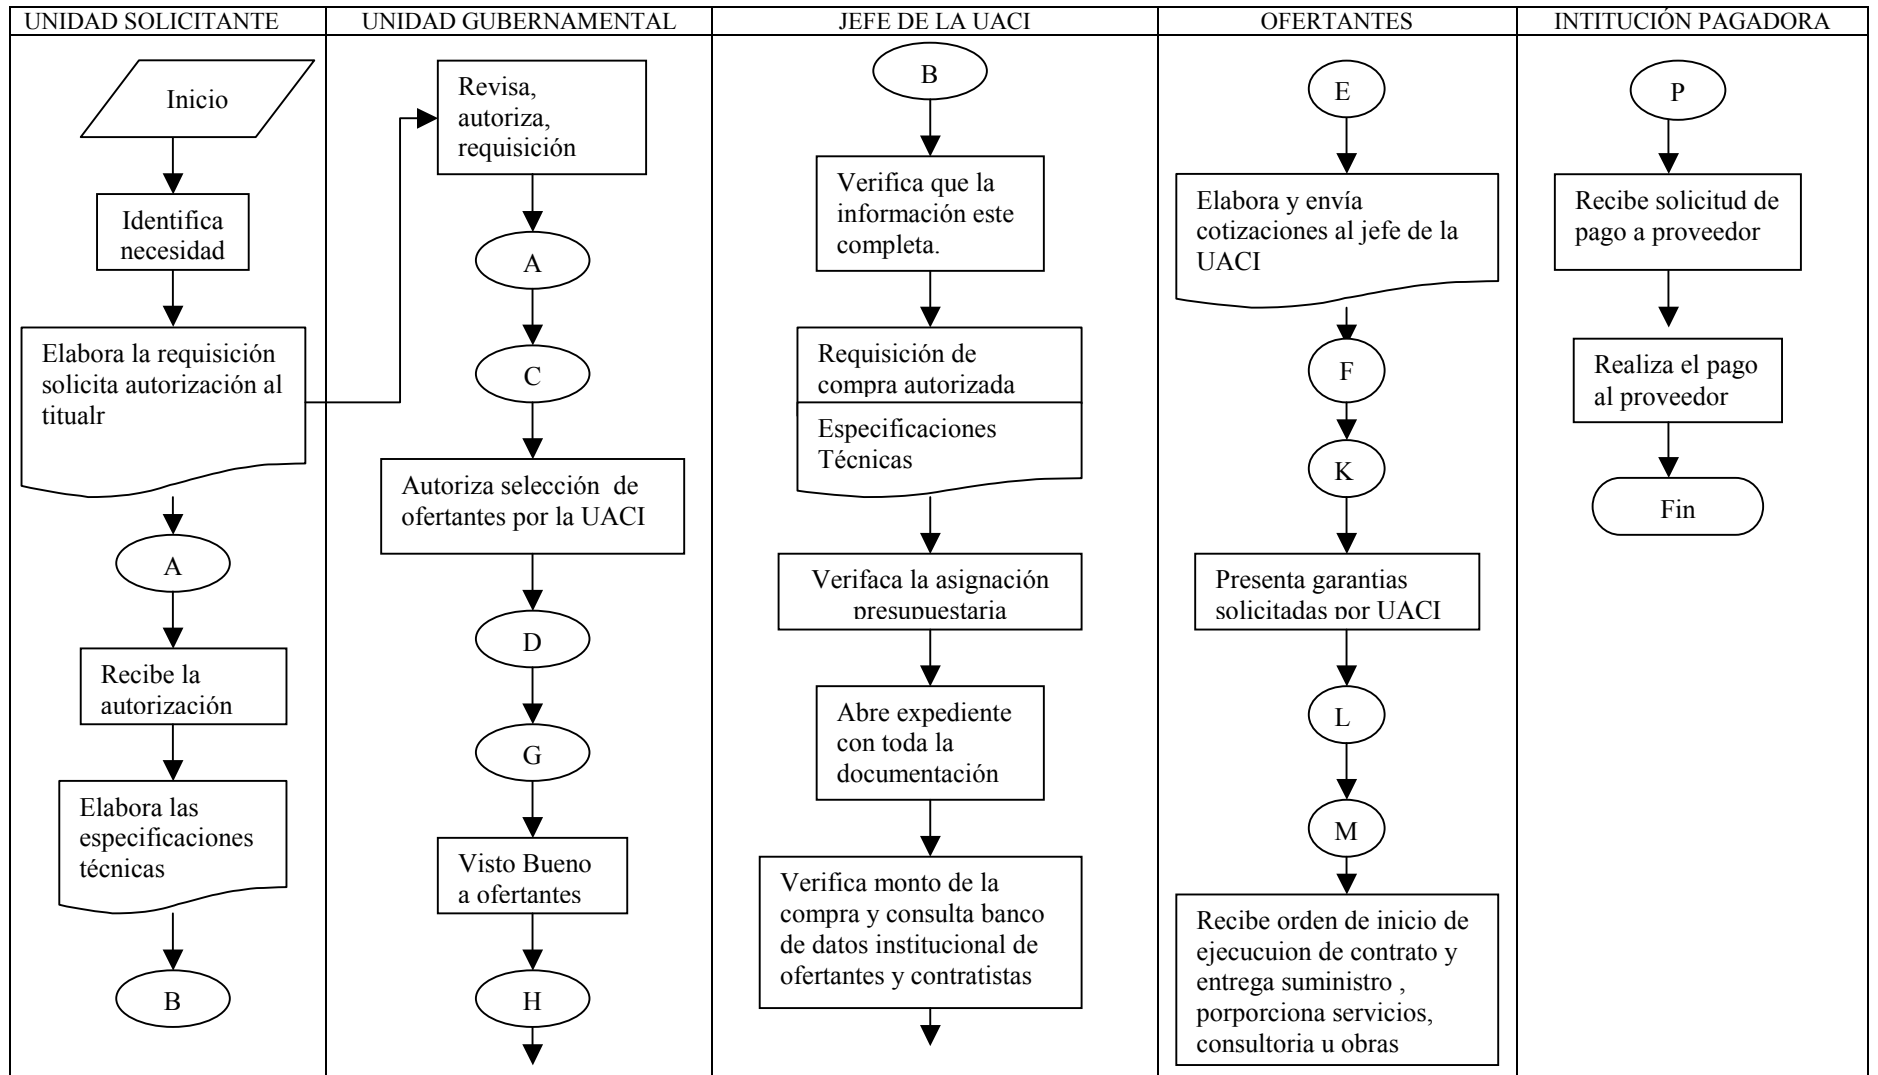 UNIDAD SOLICITANTE
UNIDAD GUBERNAMENTAL
JEFE DE LA UACI
OFERTANTES
INTITUCIÓN PAGADORA
Inicio
Identifica
necesidad
Elabora la requisición
solicita autorización al
titualr
A
Recibe la
autorización
Elabora las
especificaciones
técnicas
B
Revisa,
autoriza,
requisición
A
C
Autoriza selección de
ofertantes por la UACI
D
G
Visto Bueno
a ofertantes
H
B
Verifica que la
información este
completa.
Requisición de
compra autorizada
Especificaciones
Técnicas
Verifaca la asignación
presupuestaria
Abre expediente
con toda la
documentación
Verifica monto de la
compra y consulta banco
de datos institucional de
ofertantes y contratistas
E
Elabora y envía
cotizaciones al jefe de la
UACI
F
K
Presenta garantias
solicitadas por UACI
L
M
Recibe orden de inicio de
ejecucuion de contrato y
entrega suministro ,
porporciona servicios,
consultoria u obras
P
Recibe solicitud de
pago a proveedor
Realiza el pago
al proveedor
Fin